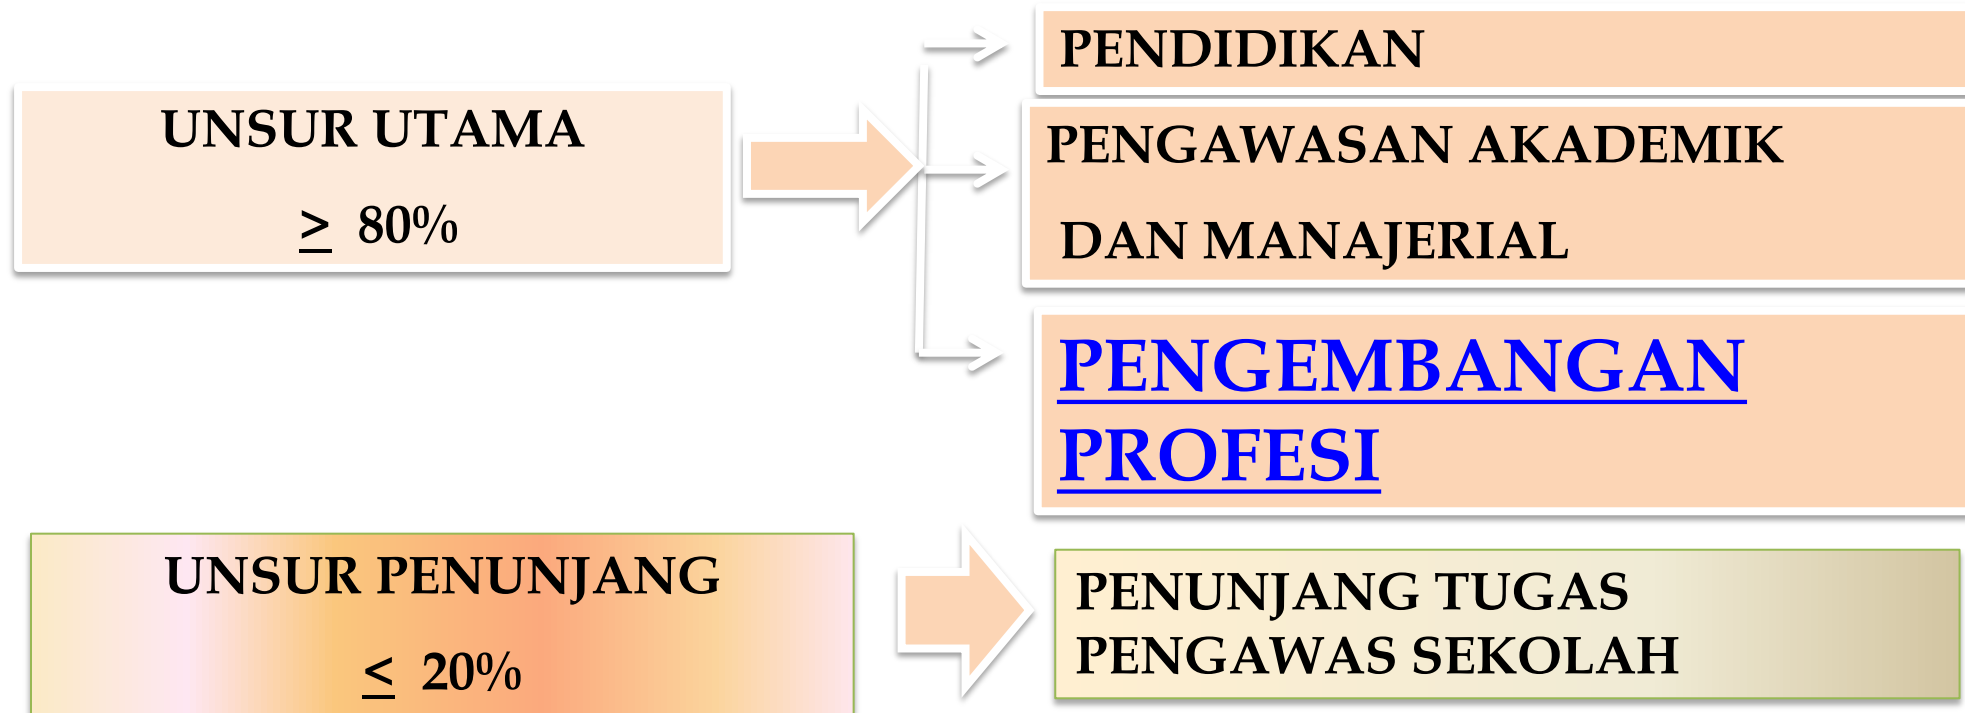 UNSUR UTAMA
≥ 80%
PENDIDIKAN
PENGAWASAN AKADEMIK
DAN MANAJERIAL
PENGEMBANGAN
PROFESI
UNSUR PENUNJANG
≤ 20%
PENUNJANG TUGAS
PENGAWAS SEKOLAH